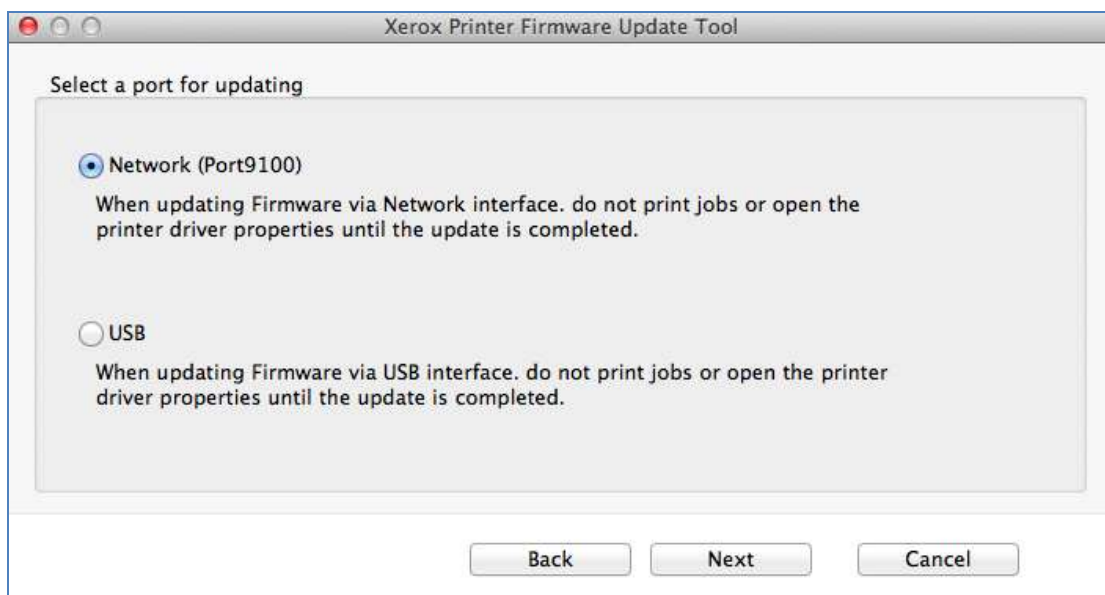 Xerox Printer Firmware Update Tool
Select a port for updating
Network (Port9100)
When updating Firmware via Network interface. do not print jobs or open the
printer driver properties until the update is completed.
USB
When updating Firmware via USB interface. do not print jobs or open the printer
driver properties until the update is completed.
Back Next Cancel